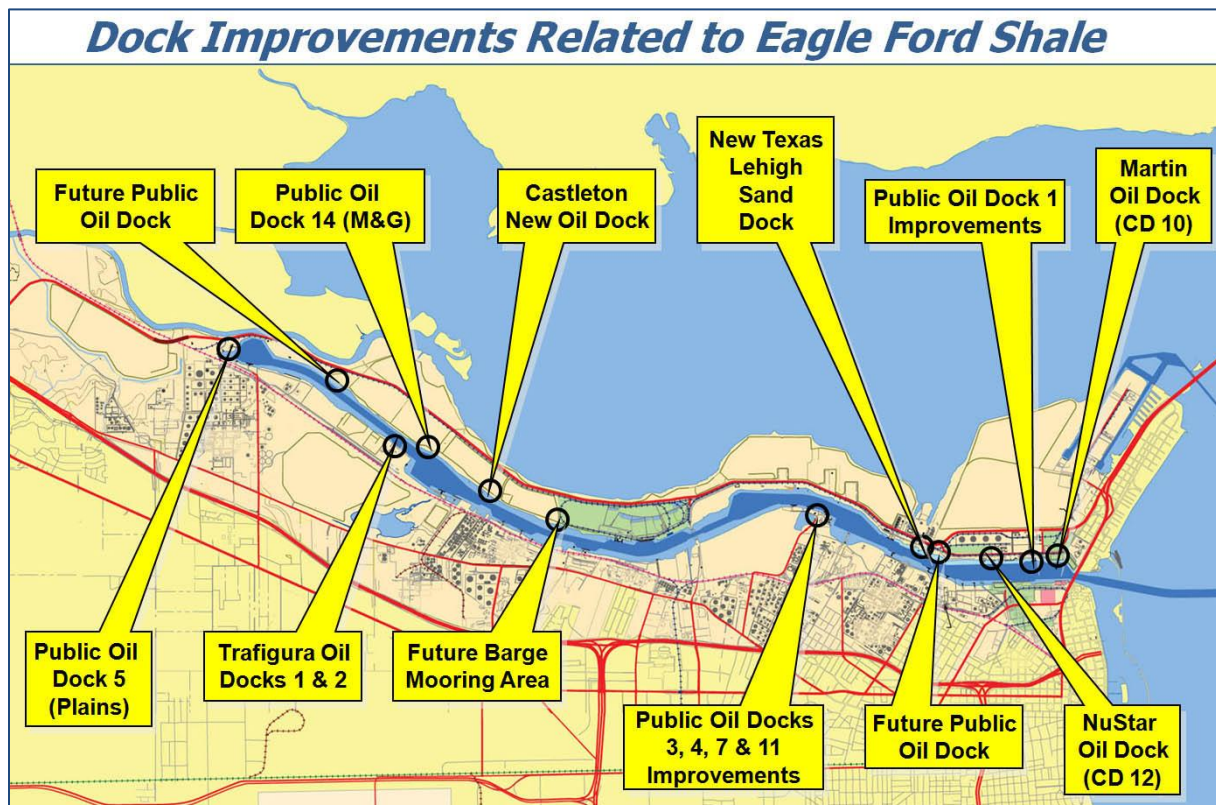 Dock Improvements Related to Eagle Ford Shale
Future Public
Oil Dock
Public Oil
Dock 14 (M&G)
Castleton
New Oil Dock
New Texas
Lehigh
Sand
Dock
Public Oil Dock 1
Improvements
Martin
Oil Dock
(CD 10)
Public Oil
Dock 5
(Plains)
Trafigura Oil
Docks 1 & 2
Future Barge
Mooring Area
Public Oil Docks
3, 4, 7 & 11
Improvements
Future Public
Oil Dock
NuStar
Oil Dock
(CD 12)